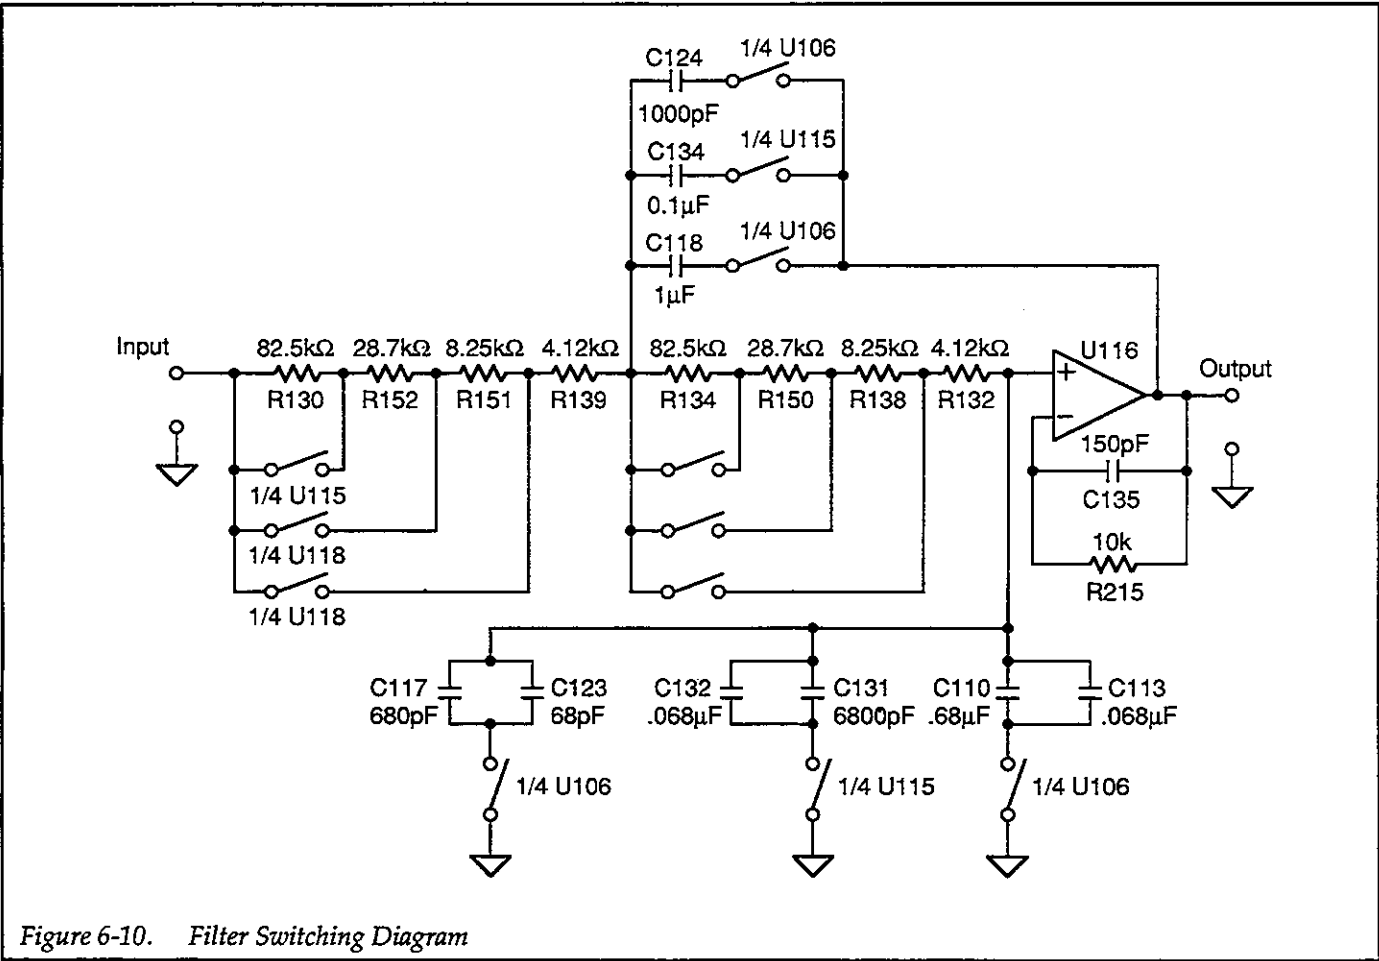 C124
1/4 U106
1000pF
C134
1/4 U115
0.1µF
C118
1/4 U106
1µF
Input
82.5kΩ 28.7kΩ 8.25kΩ 4.12kΩ 82.5kΩ 28.7kΩ 8.25kΩ 4.12kΩ
U116
Output
R130 R152 R151 R139 R134 R150 R138 R132
+
−
150pF
C135
1/4 U115
1/4 U118
10k
R215
1/4 U118
C117 C123 C132 C131 C110 C113
680pF 68pF .068µF 6800pF .68µF .068µF
1/4 U106 1/4 U115 1/4 U106
Figure 6-10. Filter Switching Diagram